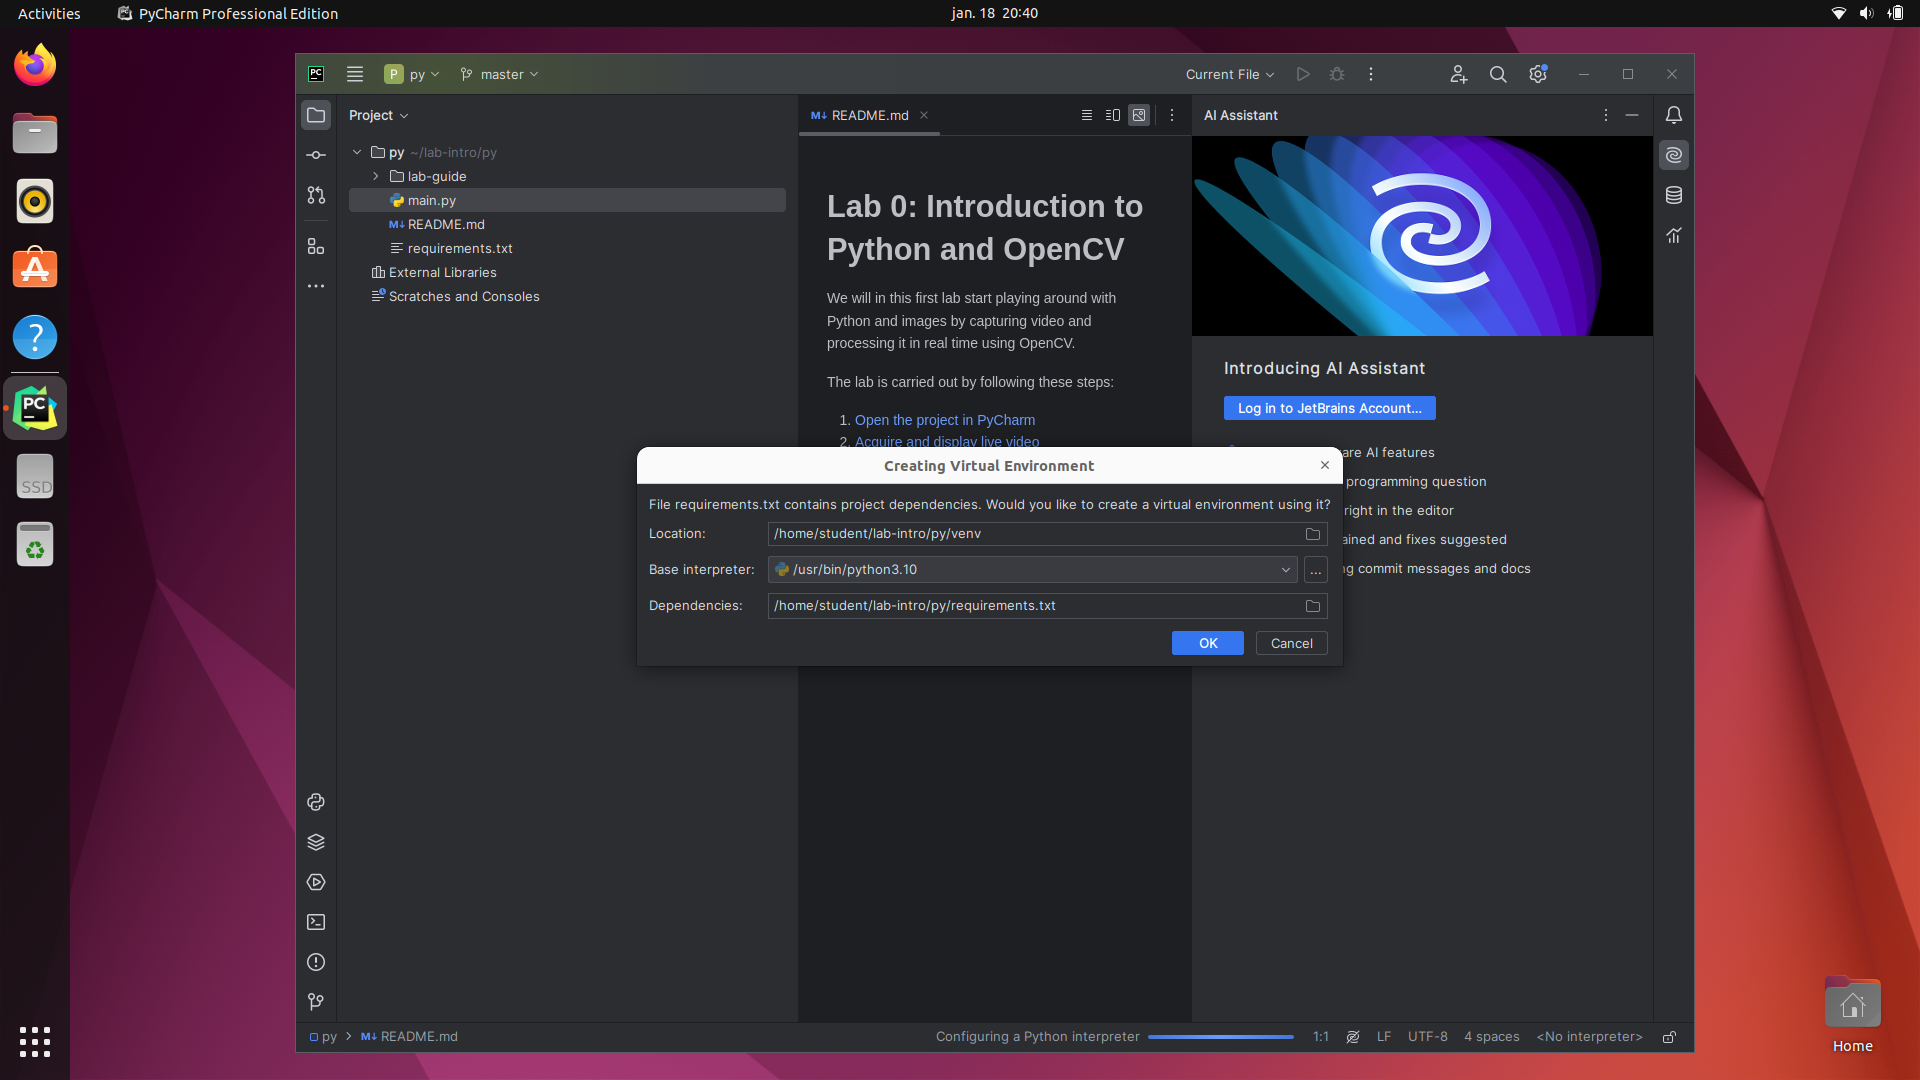 Activities
PyCharm Professional Edition
jan. 18 20:40
PC
P py
master
Current File
Project
README.md
AI Assistant
py ~/lab-intro/py
lab-guide
main.py
M↓ README.md
requirements.txt
External Libraries
Scratches and Consoles
Lab 0: Introduction to
Python and OpenCV
We will in this first lab start playing around with
Python and images by capturing video and
processing it in real time using OpenCV.
The lab is carried out by following these steps:
1. Open the project in PyCharm
2. Acquire and display live video
Introducing AI Assistant
Log in to JetBrains Account...
are AI features
programming question
right in the editor
ained and fixes suggested
ng commit messages and docs
Creating Virtual Environment
File requirements.txt contains project dependencies. Would you like to create a virtual environment using it?
Location: /home/student/lab-intro/py/venv
Base interpreter: /usr/bin/python3.10 ...
Dependencies: /home/student/lab-intro/py/requirements.txt
OK Cancel
PC
SSD
py
M↓ README.md
Configuring a Python interpreter
1:1
LF
UTF-8
4 spaces
<No interpreter>
Home